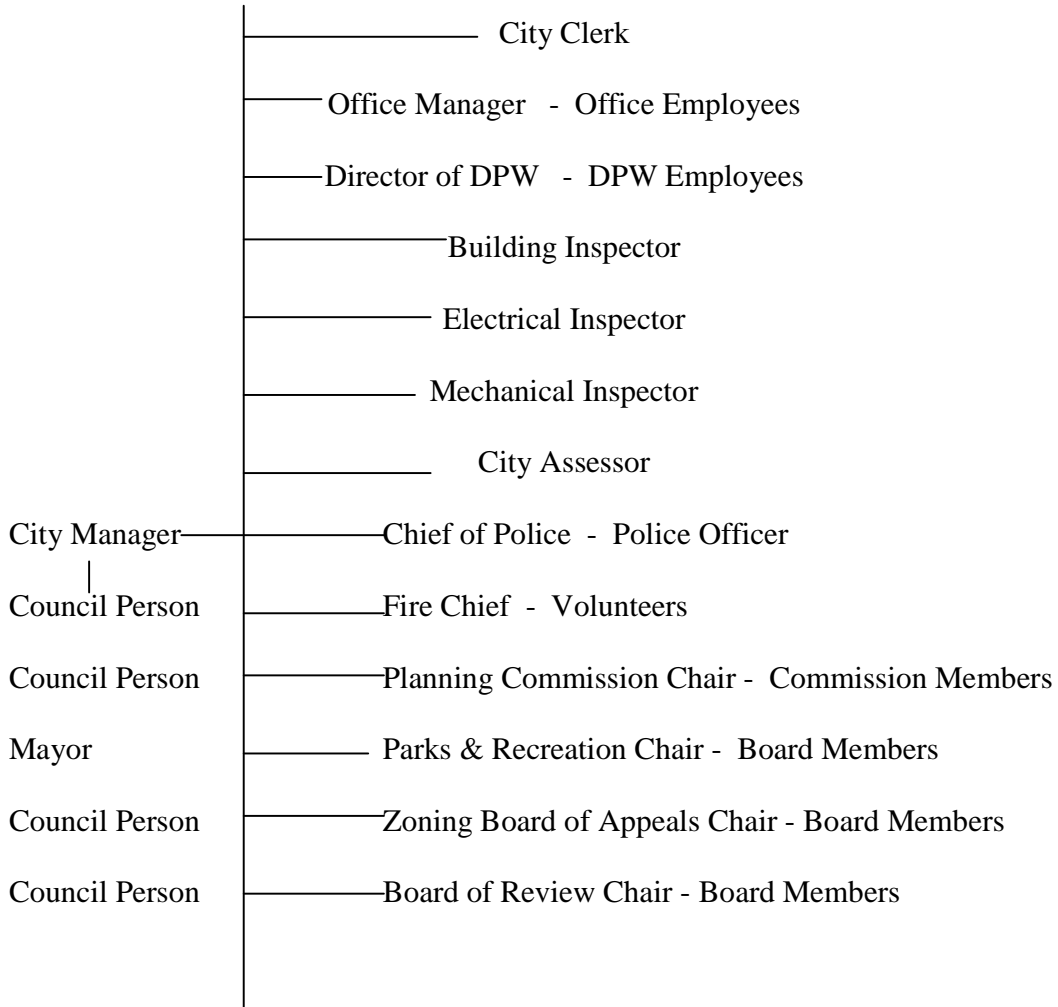 City Clerk
Office Manager - Office Employees
Director of DPW - DPW Employees
Building Inspector
Electrical Inspector
Mechanical Inspector
City Assessor
City Manager Chief of Police - Police Officer
Council Person Fire Chief - Volunteers
Council Person Planning Commission Chair - Commission Members
Mayor Parks & Recreation Chair - Board Members
Council Person Zoning Board of Appeals Chair - Board Members
Council Person Board of Review Chair - Board Members